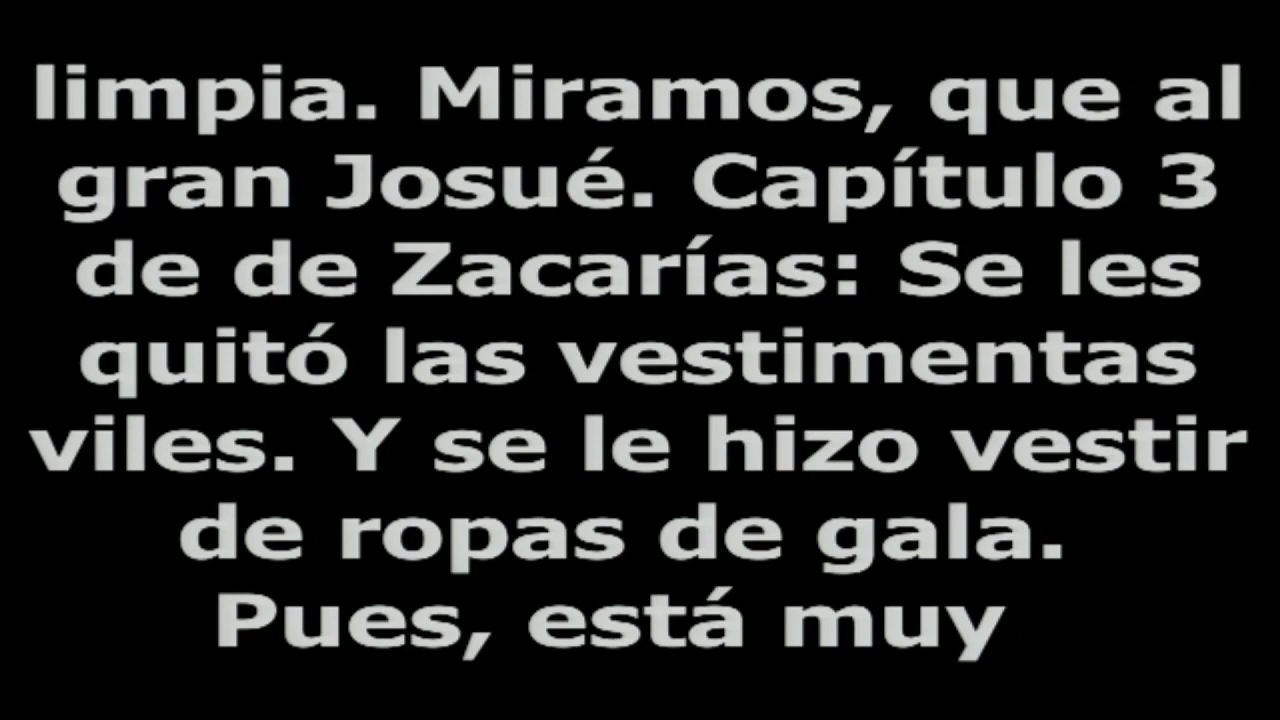 limpia. Miramos, que al
gran Josué. Capítulo 3
de de Zacarías: Se les
quitó las vestimentas
viles. Y se le hizo vestir
de ropas de gala.
Pues, está muy